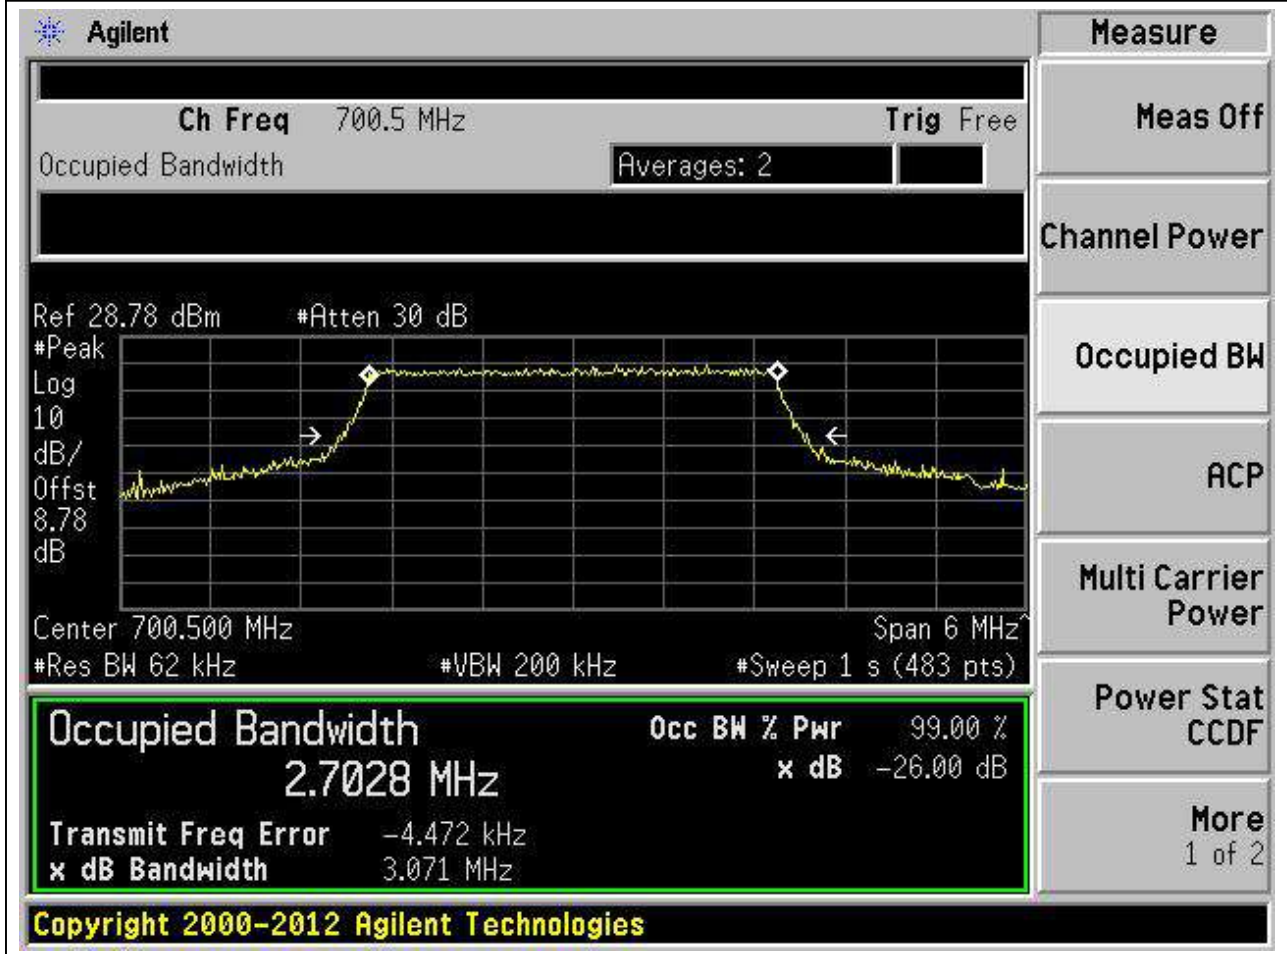 Agilent
Measure
Ch Freq 700.5 MHz Trig Free
Occupied Bandwidth Averages: 2
Ref 28.78 dBm #Atten 30 dB
#Peak
Log
10
dB/
Offst
8.78
dB
Center 700.500 MHz Span 6 MHz^
#Res BW 62 kHz #VBW 200 kHz #Sweep 1 s (483 pts)
Occupied Bandwidth Occ BW % Pwr 99.00 %
2.7028 MHz x dB -26.00 dB
Transmit Freq Error -4.472 kHz
x dB Bandwidth 3.071 MHz
Copyright 2000-2012 Agilent Technologies
Meas Off
Channel Power
Occupied BW
ACP
Multi Carrier
Power
Power Stat
CCDF
More
1 of 2